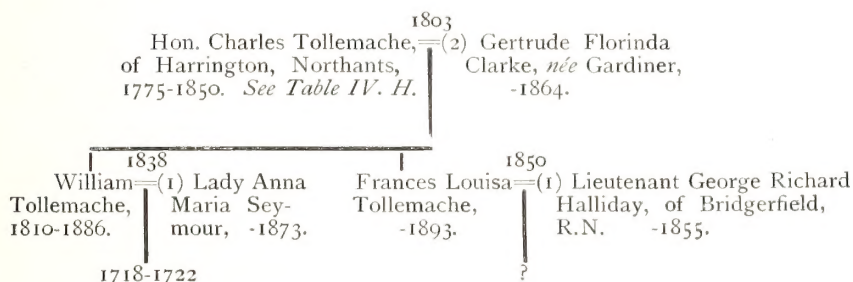 1803
Hon. Charles Tollemache,=(2) Gertrude Florinda
of Harrington, Northants, Clarke, née Gardiner,
1775-1850. See Table IV. H. -1864.
1838 1850
William=(1) Lady Anna Frances Louisa=(1) Lieutenant George Richard
Tollemache, Maria Sey- Tollemache, Halliday, of Bridgerfield,
1810-1886. mour, -1873. -1893. R.N. -1855.
1718-1722 ?